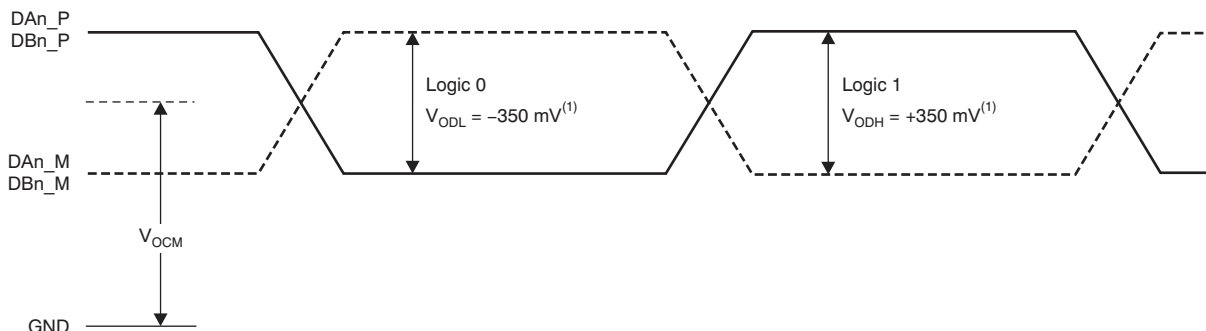 DAn_P
DBn_P
Logic 0
V_ODL = −350 mV^(1)
Logic 1
V_ODH = +350 mV^(1)
DAn_M
DBn_M
V_OCM
GND